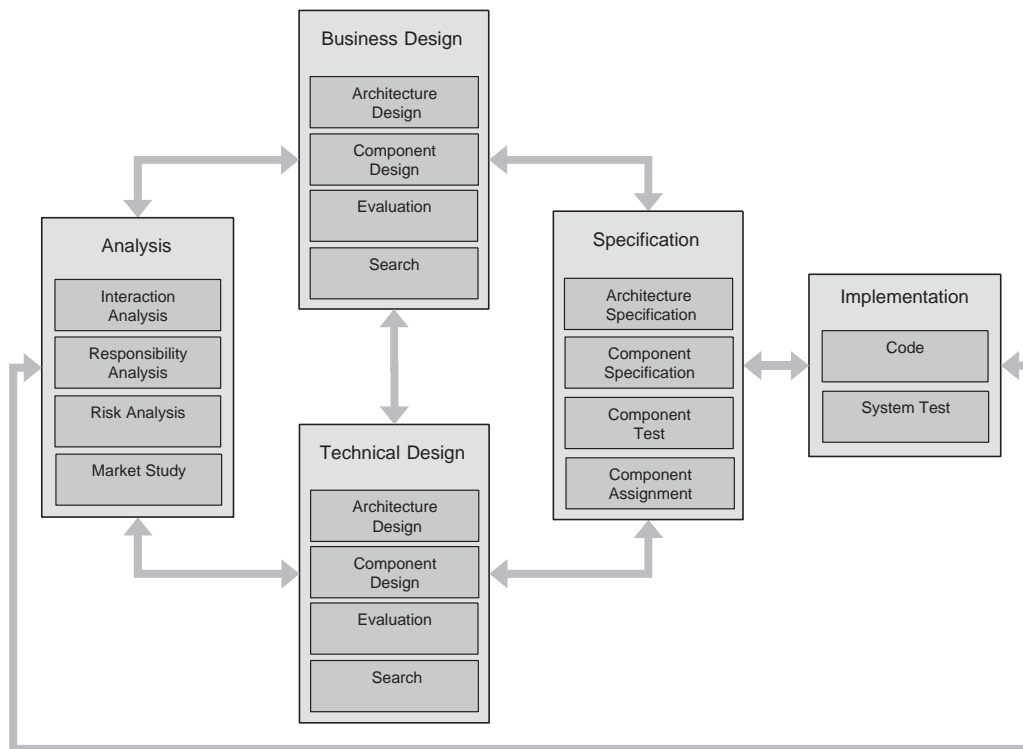 Business Design
Architecture
Design
Component
Design
Evaluation
Search
Analysis
Interaction
Analysis
Responsibility
Analysis
Risk Analysis
Market Study
Technical Design
Architecture
Design
Component
Design
Evaluation
Search
Specification
Architecture
Specification
Component
Specification
Component
Test
Component
Assignment
Implementation
Code
System Test